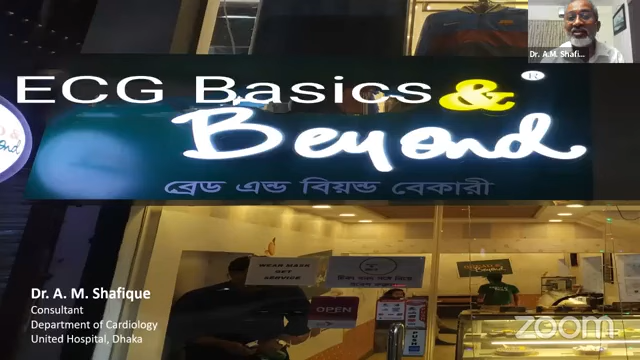 Dr. A.M. Shafi...
ECG Basics &
R
Beyond
ব্রেড এন্ড বিয়ন্ড বেকারী
WEAR MASK
GET
SERVICE
Beyond
OPEN
Dr. A. M. Shafique
Consultant
Department of Cardiology
United Hospital, Dhaka
zoom